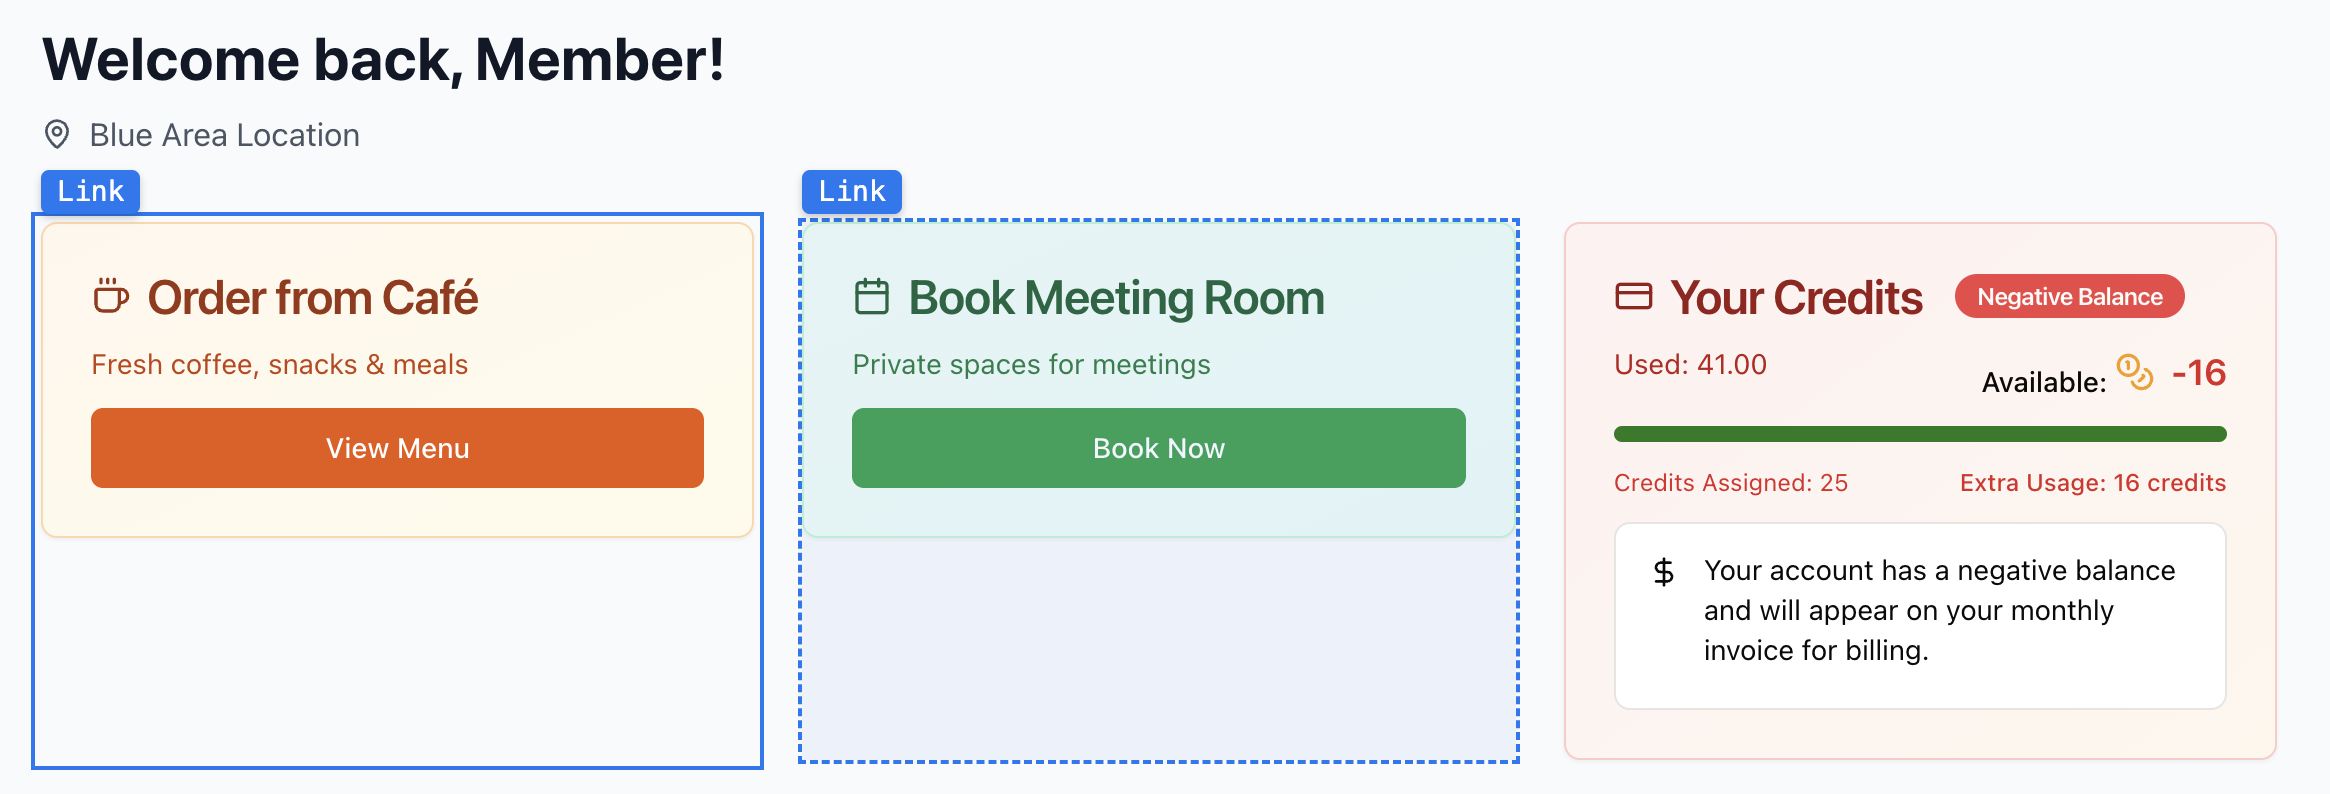 Welcome back, Member!
Blue Area Location
Link
Link
Order from Café
Fresh coffee, snacks & meals
View Menu
Book Meeting Room
Private spaces for meetings
Book Now
Your Credits
Negative Balance
Used: 41.00
Available: -16
Credits Assigned: 25
Extra Usage: 16 credits
$ Your account has a negative balance
and will appear on your monthly
invoice for billing.